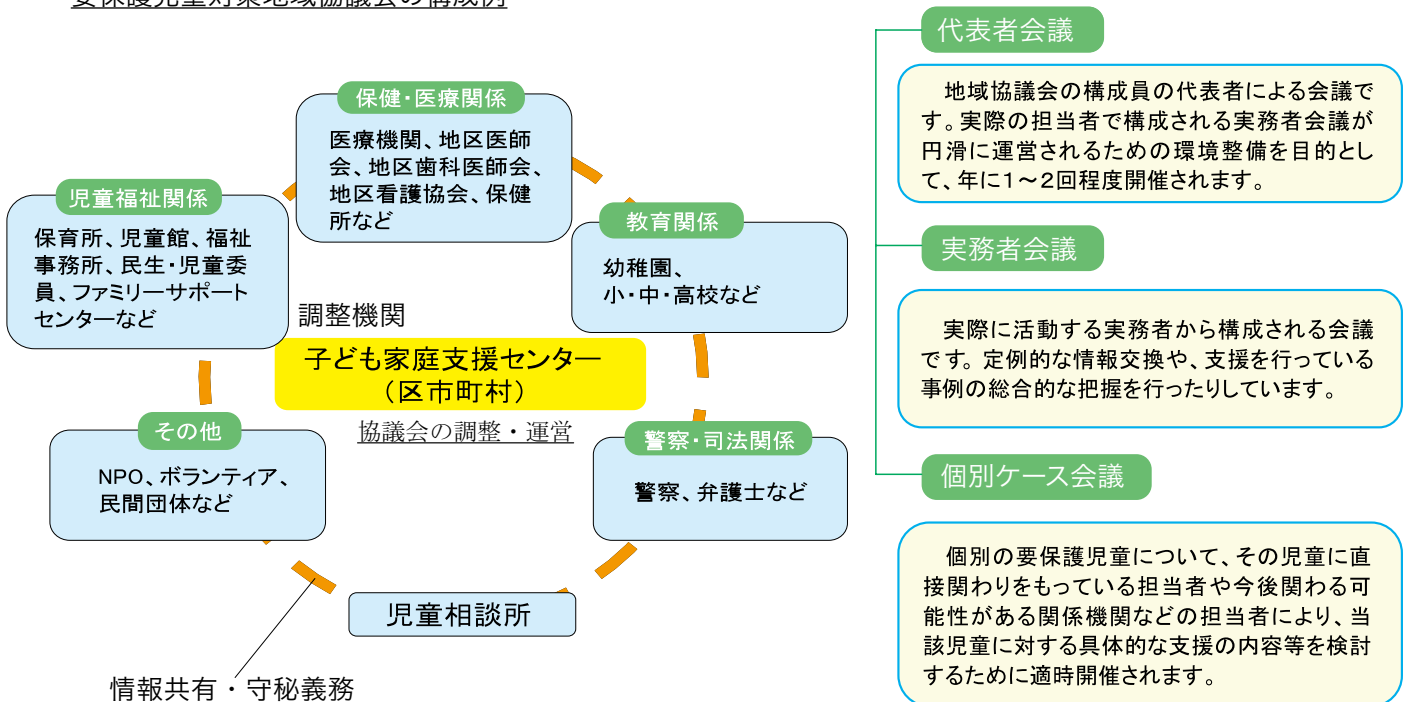 要保護児童対策地域協議会の構成例
保健・医療関係
医療機関、地区医師
会、地区歯科医師会、
地区看護協会、保健
所など
児童福祉関係
保育所、児童館、福祉
事務所、民生・児童委
員、ファミリーサポート
センターなど
教育関係
幼稚園、
小・中・高校など
調整機関
子ども家庭支援センター
（区市町村）
協議会の調整・運営
その他
NPO、ボランティア、
民間団体など
警察・司法関係
警察、弁護士など
児童相談所
情報共有・守秘義務
代表者会議
地域協議会の構成員の代表者による会議で
す。実際の担当者で構成される実務者会議が
円滑に運営されるための環境整備を目的とし
て、年に1～2回程度開催されます。
実務者会議
実際に活動する実務者から構成される会議
です。定例的な情報交換や、支援を行っている
事例の総合的な把握を行ったりしています。
個別ケース会議
個別の要保護児童について、その児童に直
接関わりをもっている担当者や今後関わる可
能性がある関係機関などの担当者により、当
該児童に対する具体的な支援の内容等を検討
するために適時開催されます。